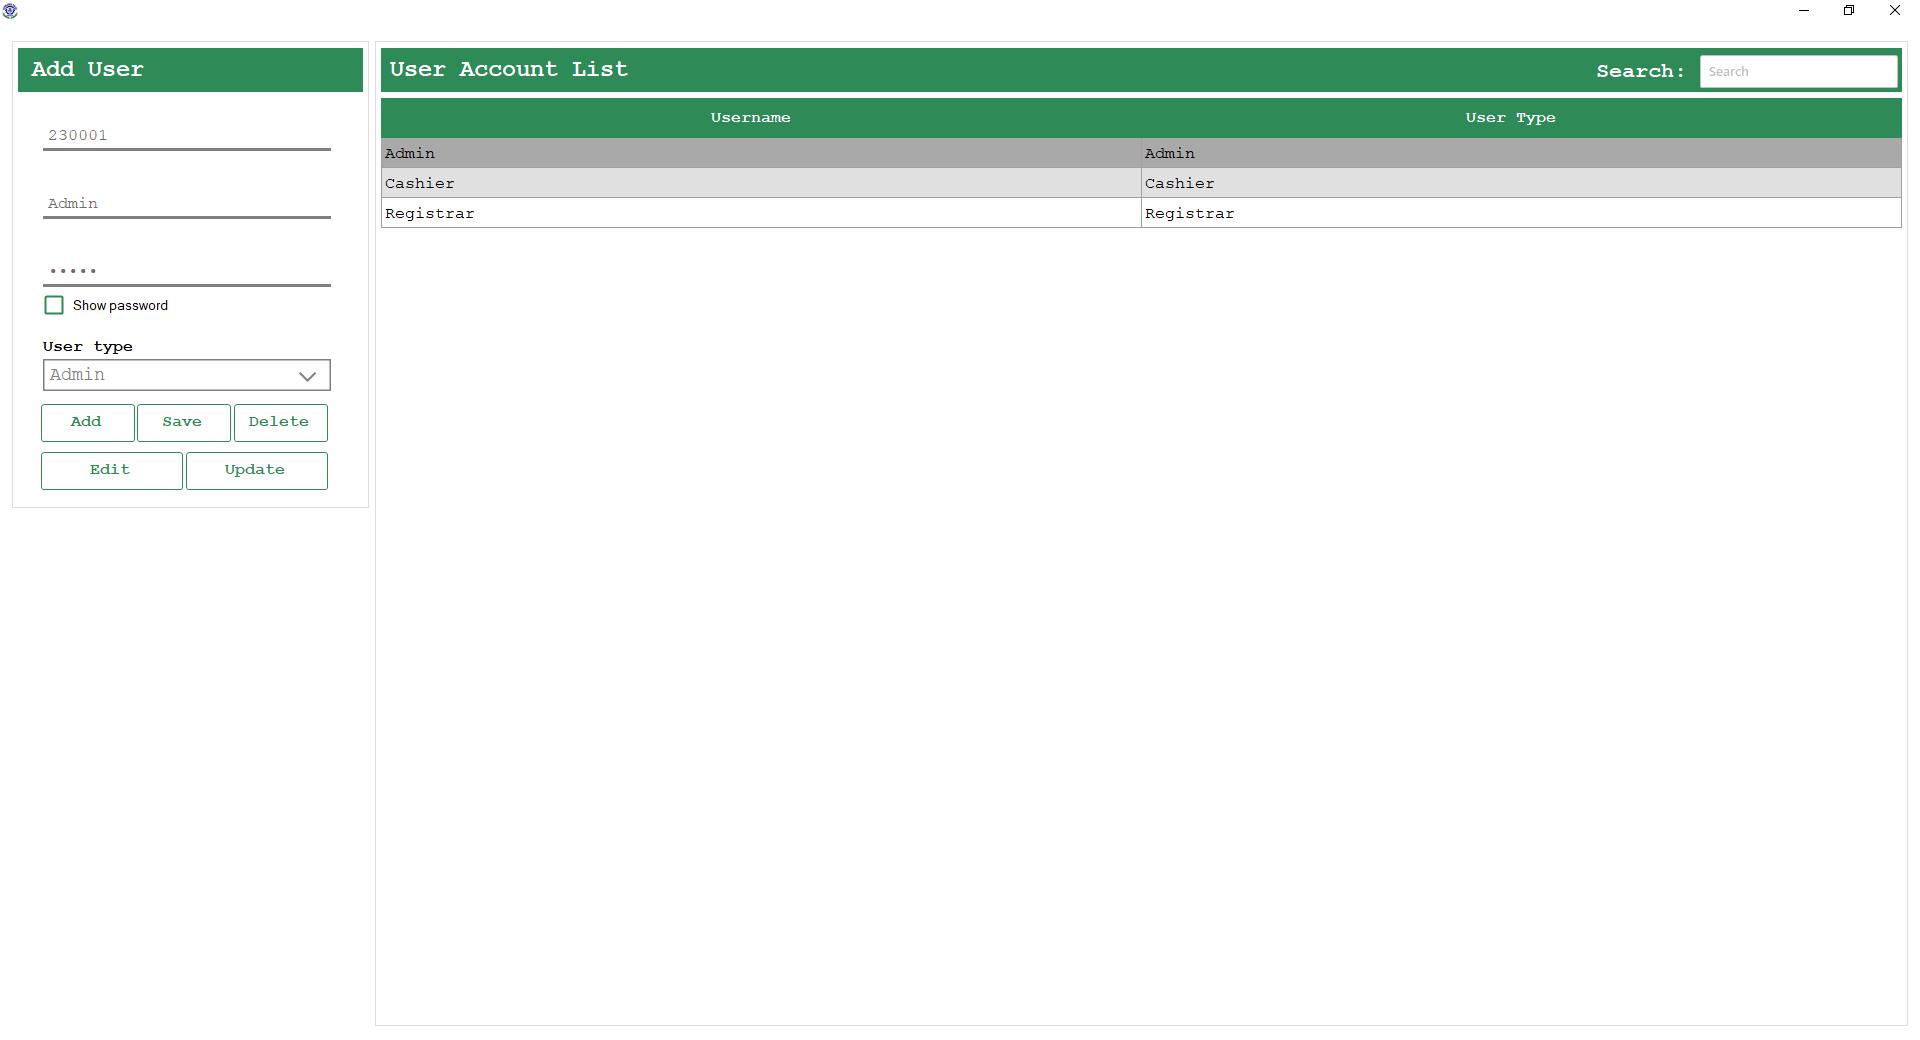 Add User
230001
Admin
•••••
Show password
User type
Admin
Add Save Delete
Edit Update
User Account List Search: Search
Username User Type
Admin Admin
Cashier Cashier
Registrar Registrar